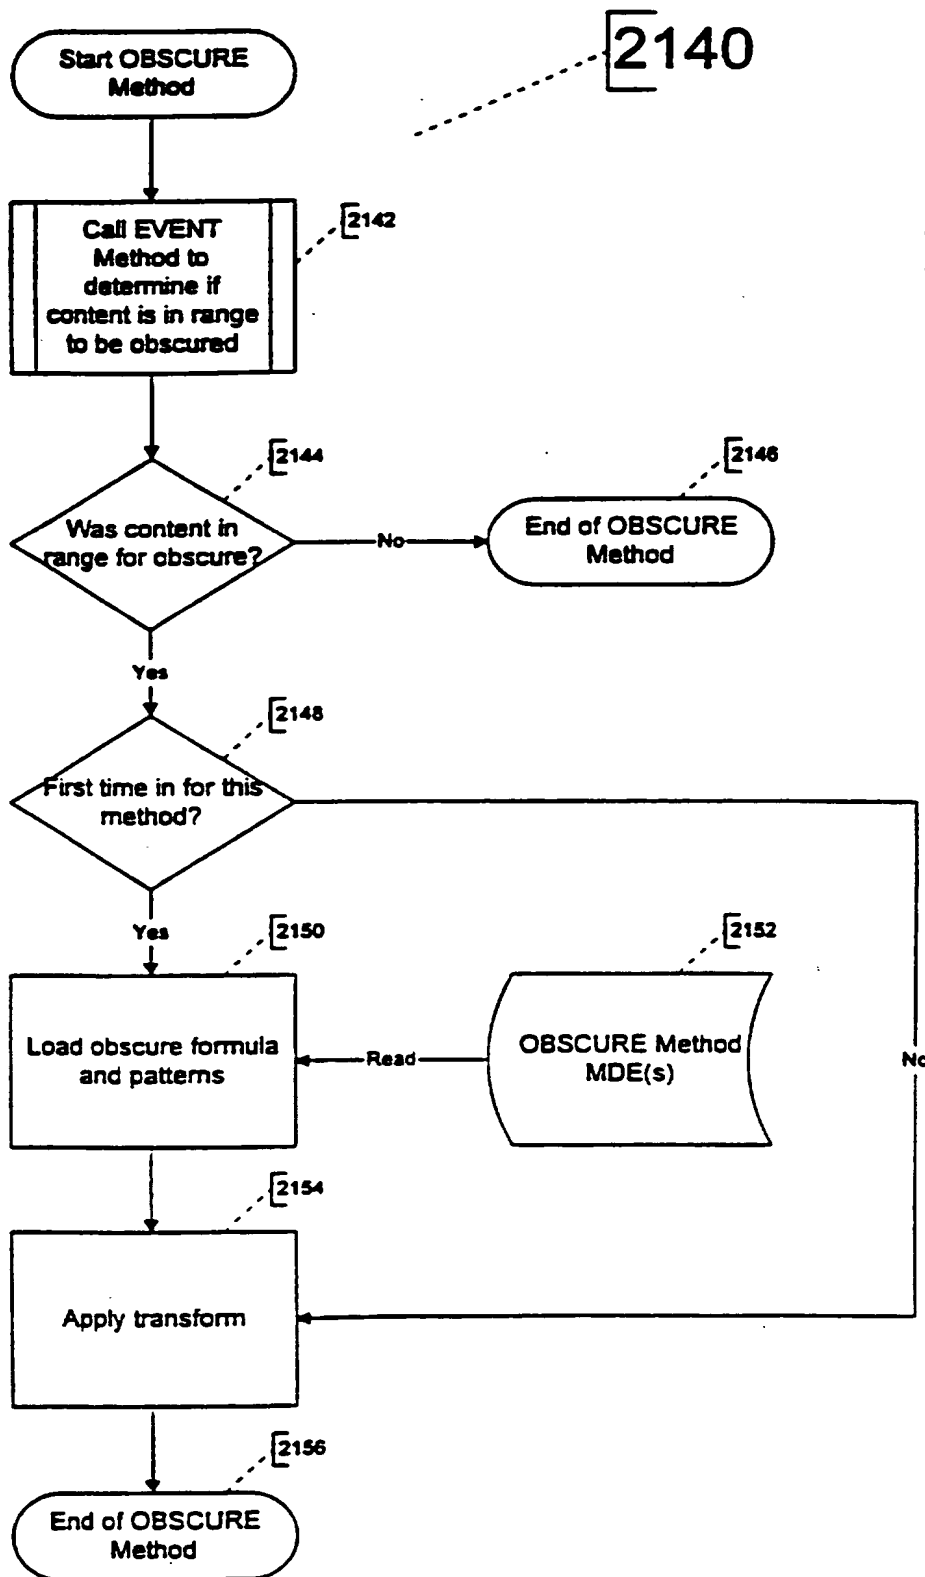 Start OBSCURE
Method
2140
Call EVENT
Method to
determine if
content is in range
to be obscured
2142
2144
Was content in
range for obscure?
No
2146
End of OBSCURE
Method
Yes
2148
First time in for this
method?
Yes
2150
2152
Load obscure formula
and patterns
Read
OBSCURE Method
MDE(s)
No
2154
Apply transform
2156
End of OBSCURE
Method